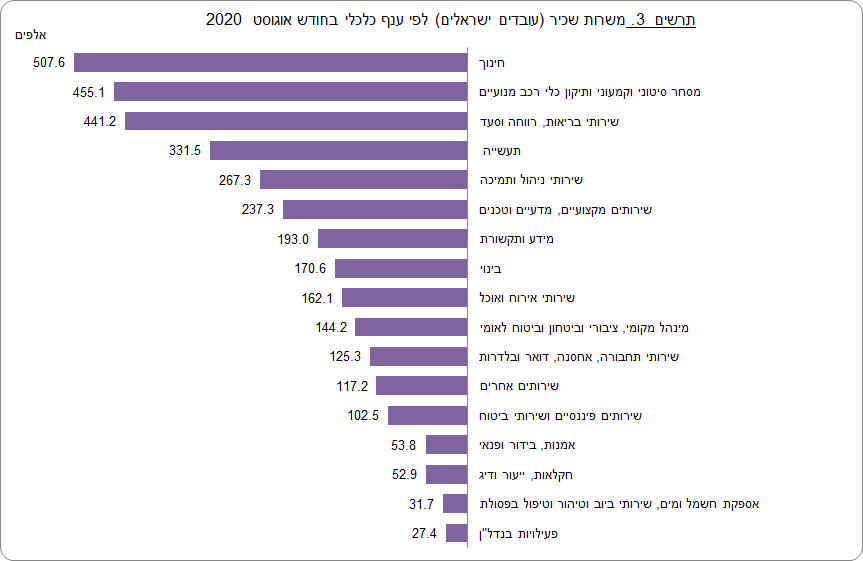 תרשים 3. משרות שכיר (עובדים ישראלים) לפי ענף כלכלי בחודש אוגוסט 2020
אלפים
חינוך 507.6
מסחר סיטוני וקמעוני ותיקון כלי רכב מנועיים 455.1
שירותי בריאות, רווחה וסעד 441.2
תעשייה 331.5
שירותי ניהול ותמיכה 267.3
שירותים מקצועיים, מדעיים וטכנים 237.3
מידע ותקשורת 193.0
בינוי 170.6
שירותי אירוח ואוכל 162.1
מינהל מקומי, ציבורי וביטחון וביטוח לאומי 144.2
שירותי תחבורה, אחסנה, דואר ובלדרות 125.3
שירותים אחרים 117.2
שירותים פיננסיים ושירותי ביטוח 102.5
אמנות, בידור ופנאי 53.8
חקלאות, ייעור ודיג 52.9
אספקת חשמל ומים, שירותי ביוב וטיהור וטיפול בפסולת 31.7
פעילויות בנדל"ן 27.4